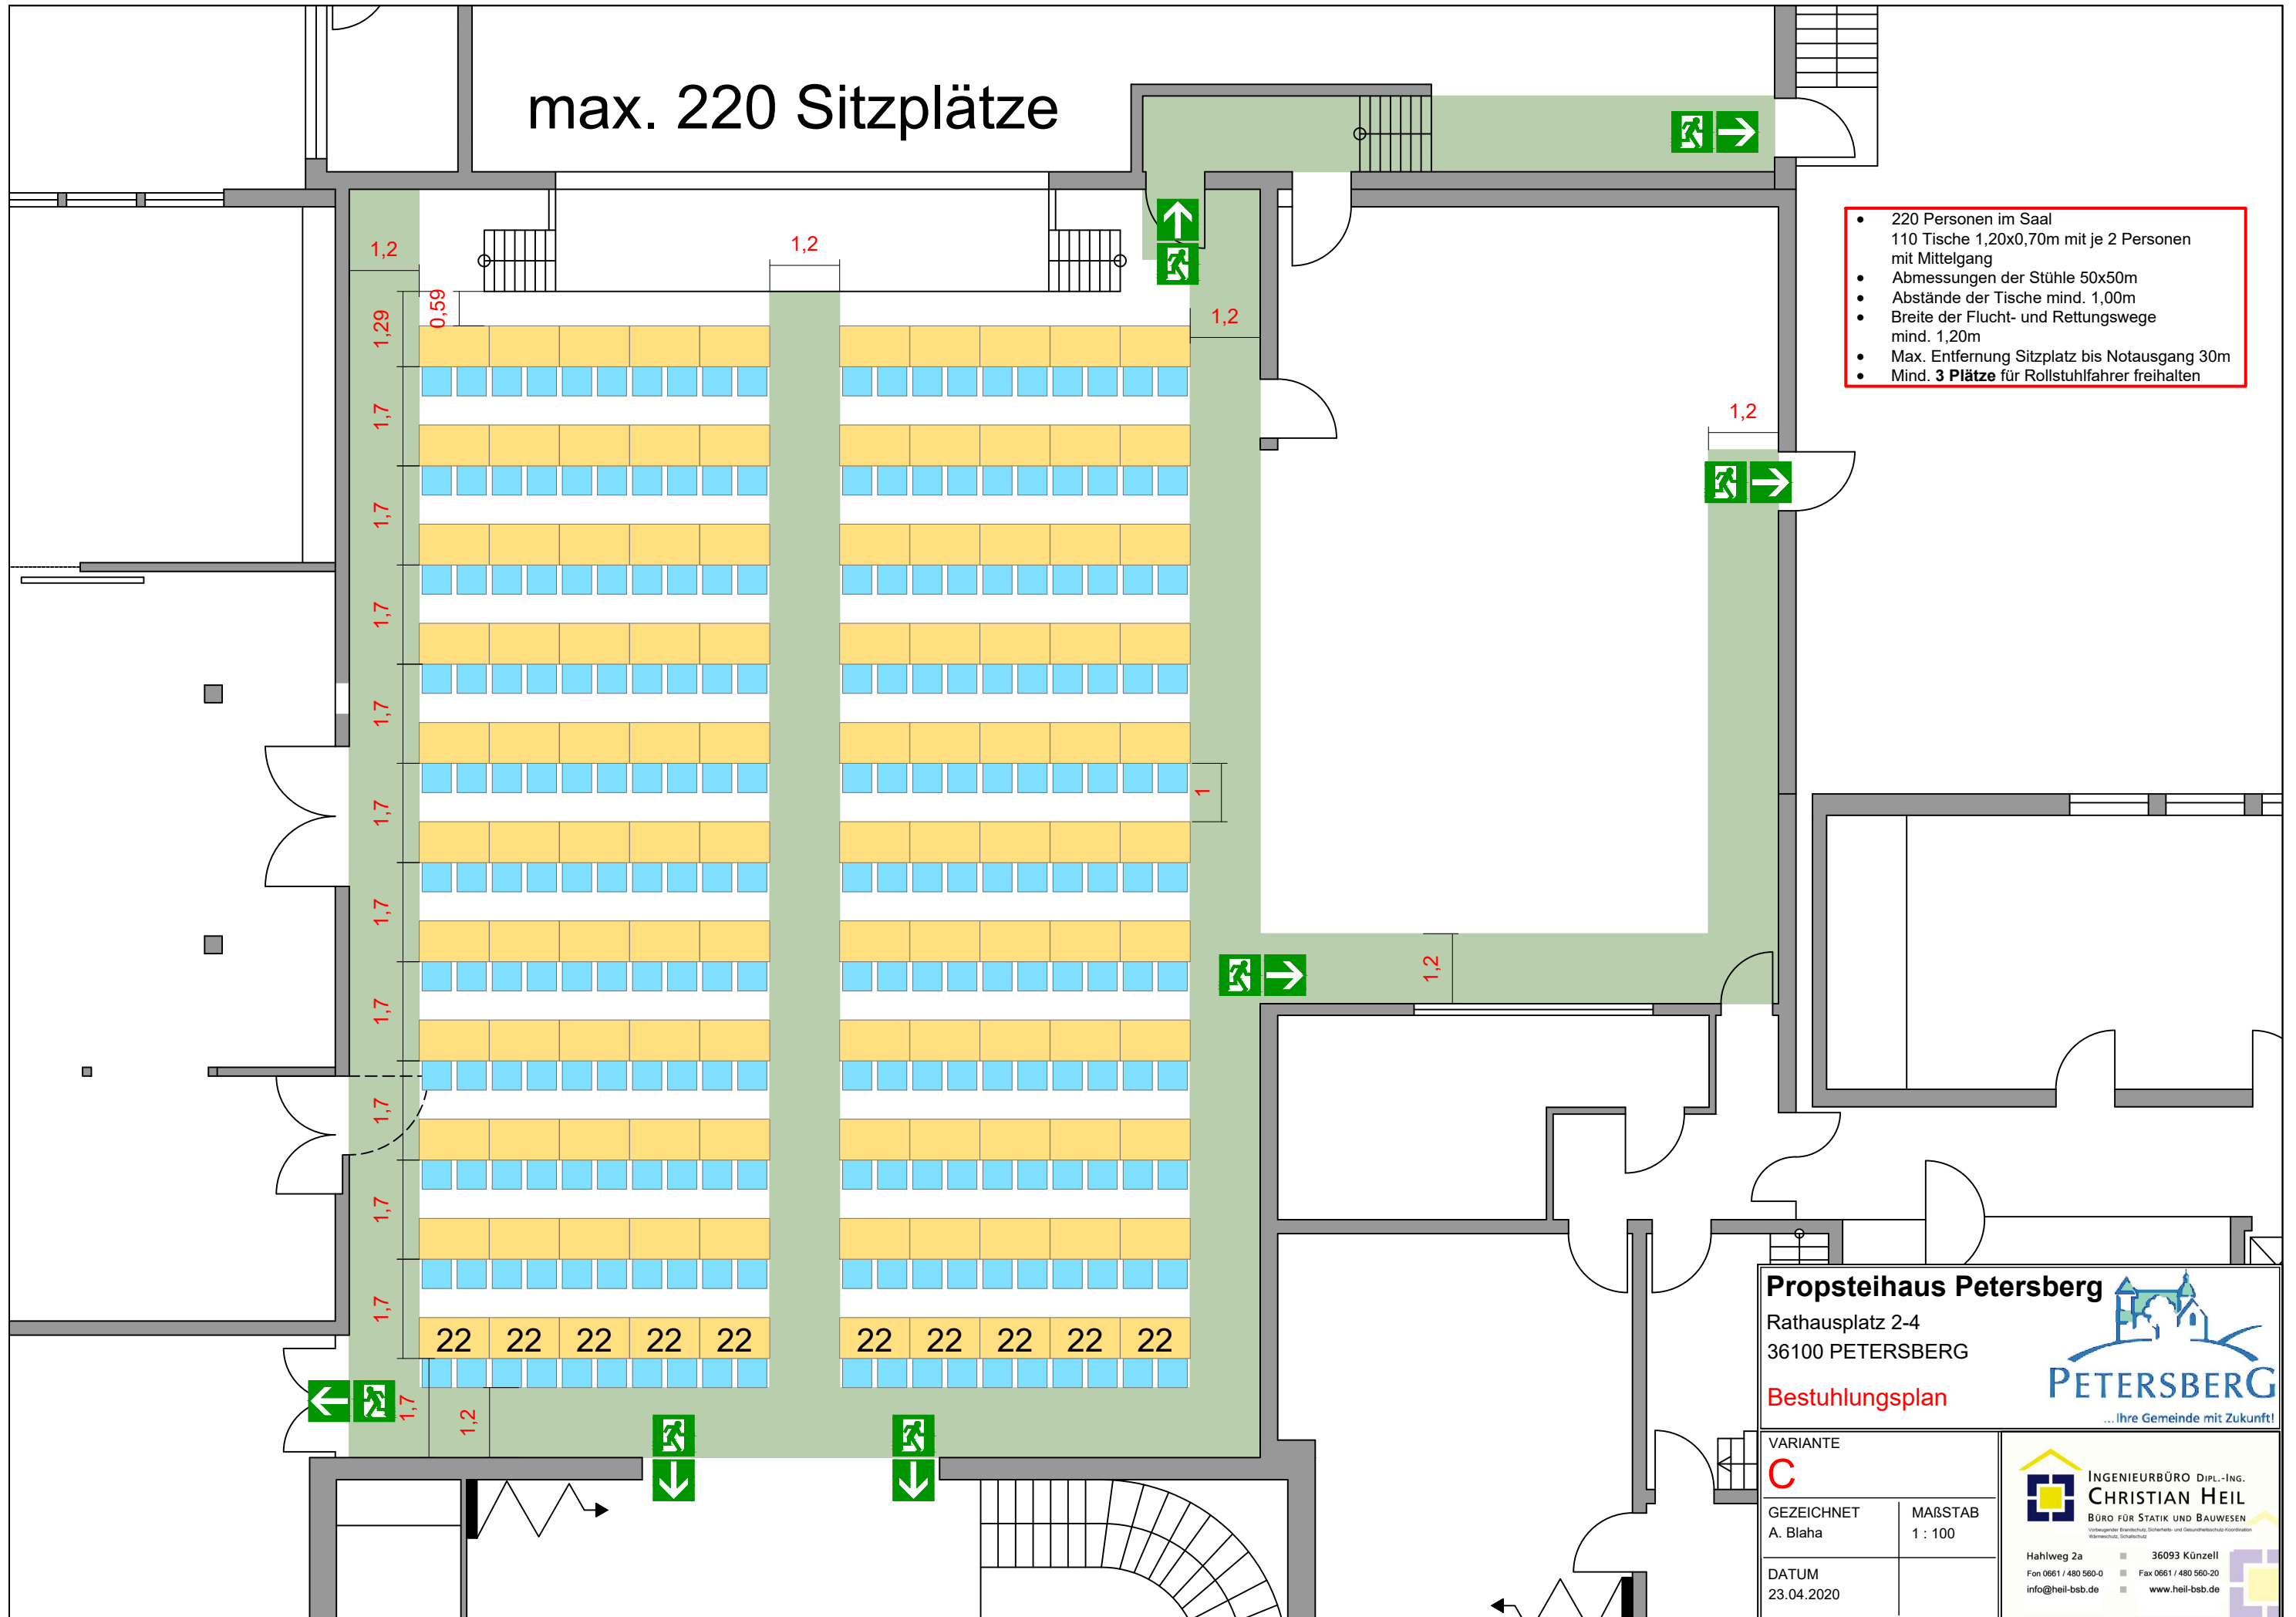 max. 220 Sitzplätze
• 220 Personen im Saal
110 Tische 1,20x0,70m mit je 2 Personen
mit Mittelgang
• Abmessungen der Stühle 50x50m
• Abstände der Tische mind. 1,00m
• Breite der Flucht- und Rettungswege
mind. 1,20m
• Max. Entfernung Sitzplatz bis Notausgang 30m
• Mind. 3 Plätze für Rollstuhlfahrer freihalten
1,2
1,2
1,2
1,2
0,59
1,29
1,7
1,7
1,7
1,7
1,7
1,7
1,7
1,7
1,7
1,7
1
1,2
22 22 22 22 22 22 22 22 22 22
1,7
1,2
Propsteihaus Petersberg
Rathausplatz 2-4
36100 PETERSBERG
Bestuhlungsplan
PETERSBERG
...Ihre Gemeinde mit Zukunft!
VARIANTE
C
GEZEICHNET
A. Blaha
MAßSTAB
1 : 100
DATUM
23.04.2020
INGENIEURBÜRO DIPL.-ING.
CHRISTIAN HEIL
BÜRO FÜR STATIK UND BAUWESEN
Vorbeugender Brandschutz, Sicherheits- und Gesundheitsschutz-Koordination
Wärmeschutz, Schallschutz
Hahlweg 2a 36093 Künzell
Fon 0661 / 480 560-0 Fax 0661 / 480 560-20
info@heil-bsb.de www.heil-bsb.de